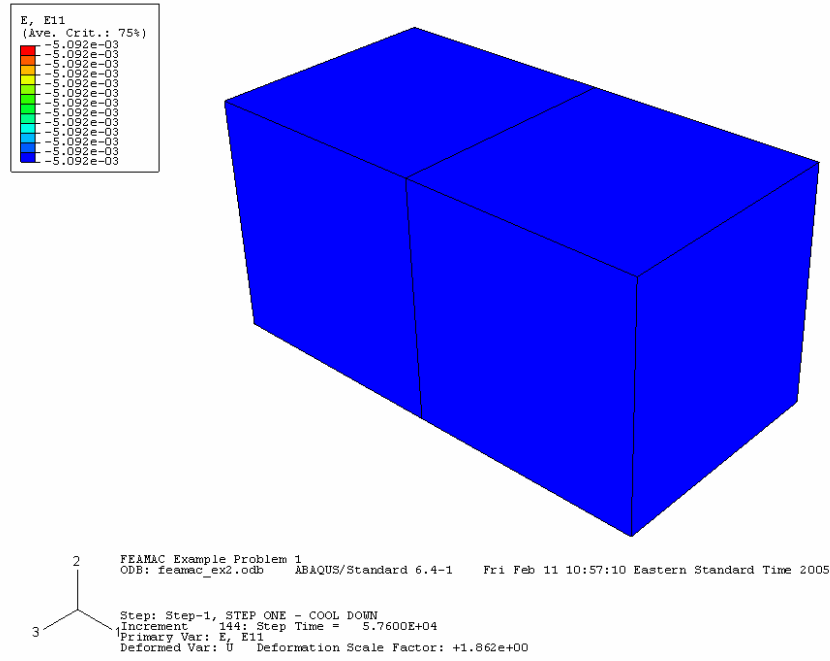 E, E11
(Ave. Crit.: 75%)
-5.092e-03
-5.092e-03
-5.092e-03
-5.092e-03
-5.092e-03
-5.092e-03
-5.092e-03
-5.092e-03
-5.092e-03
-5.092e-03
-5.092e-03
-5.092e-03
-5.092e-03
2
3
1
FEAMAC Example Problem 1
ODB: feamac_ex2.odb ABAQUS/Standard 6.4-1 Fri Feb 11 10:57:10 Eastern Standard Time 2005
Step: Step-1, STEP ONE - COOL DOWN
Increment 144: Step Time = 5.7600E+04
Primary Var: E, E11
Deformed Var: U Deformation Scale Factor: +1.862e+00